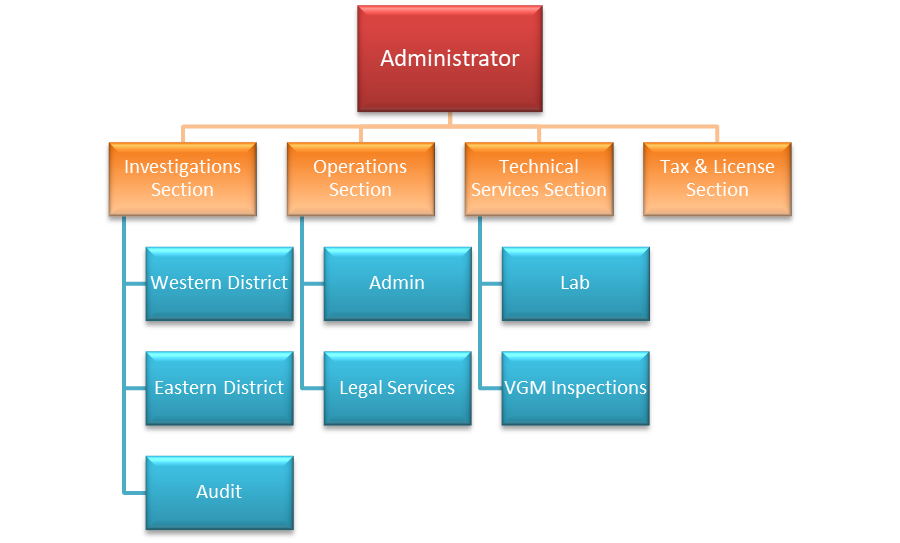 Administrator
Investigations
Section
Operations
Section
Technical
Services Section
Tax & License
Section
Western District
Admin
Lab
Eastern District
Legal Services
VGM Inspections
Audit